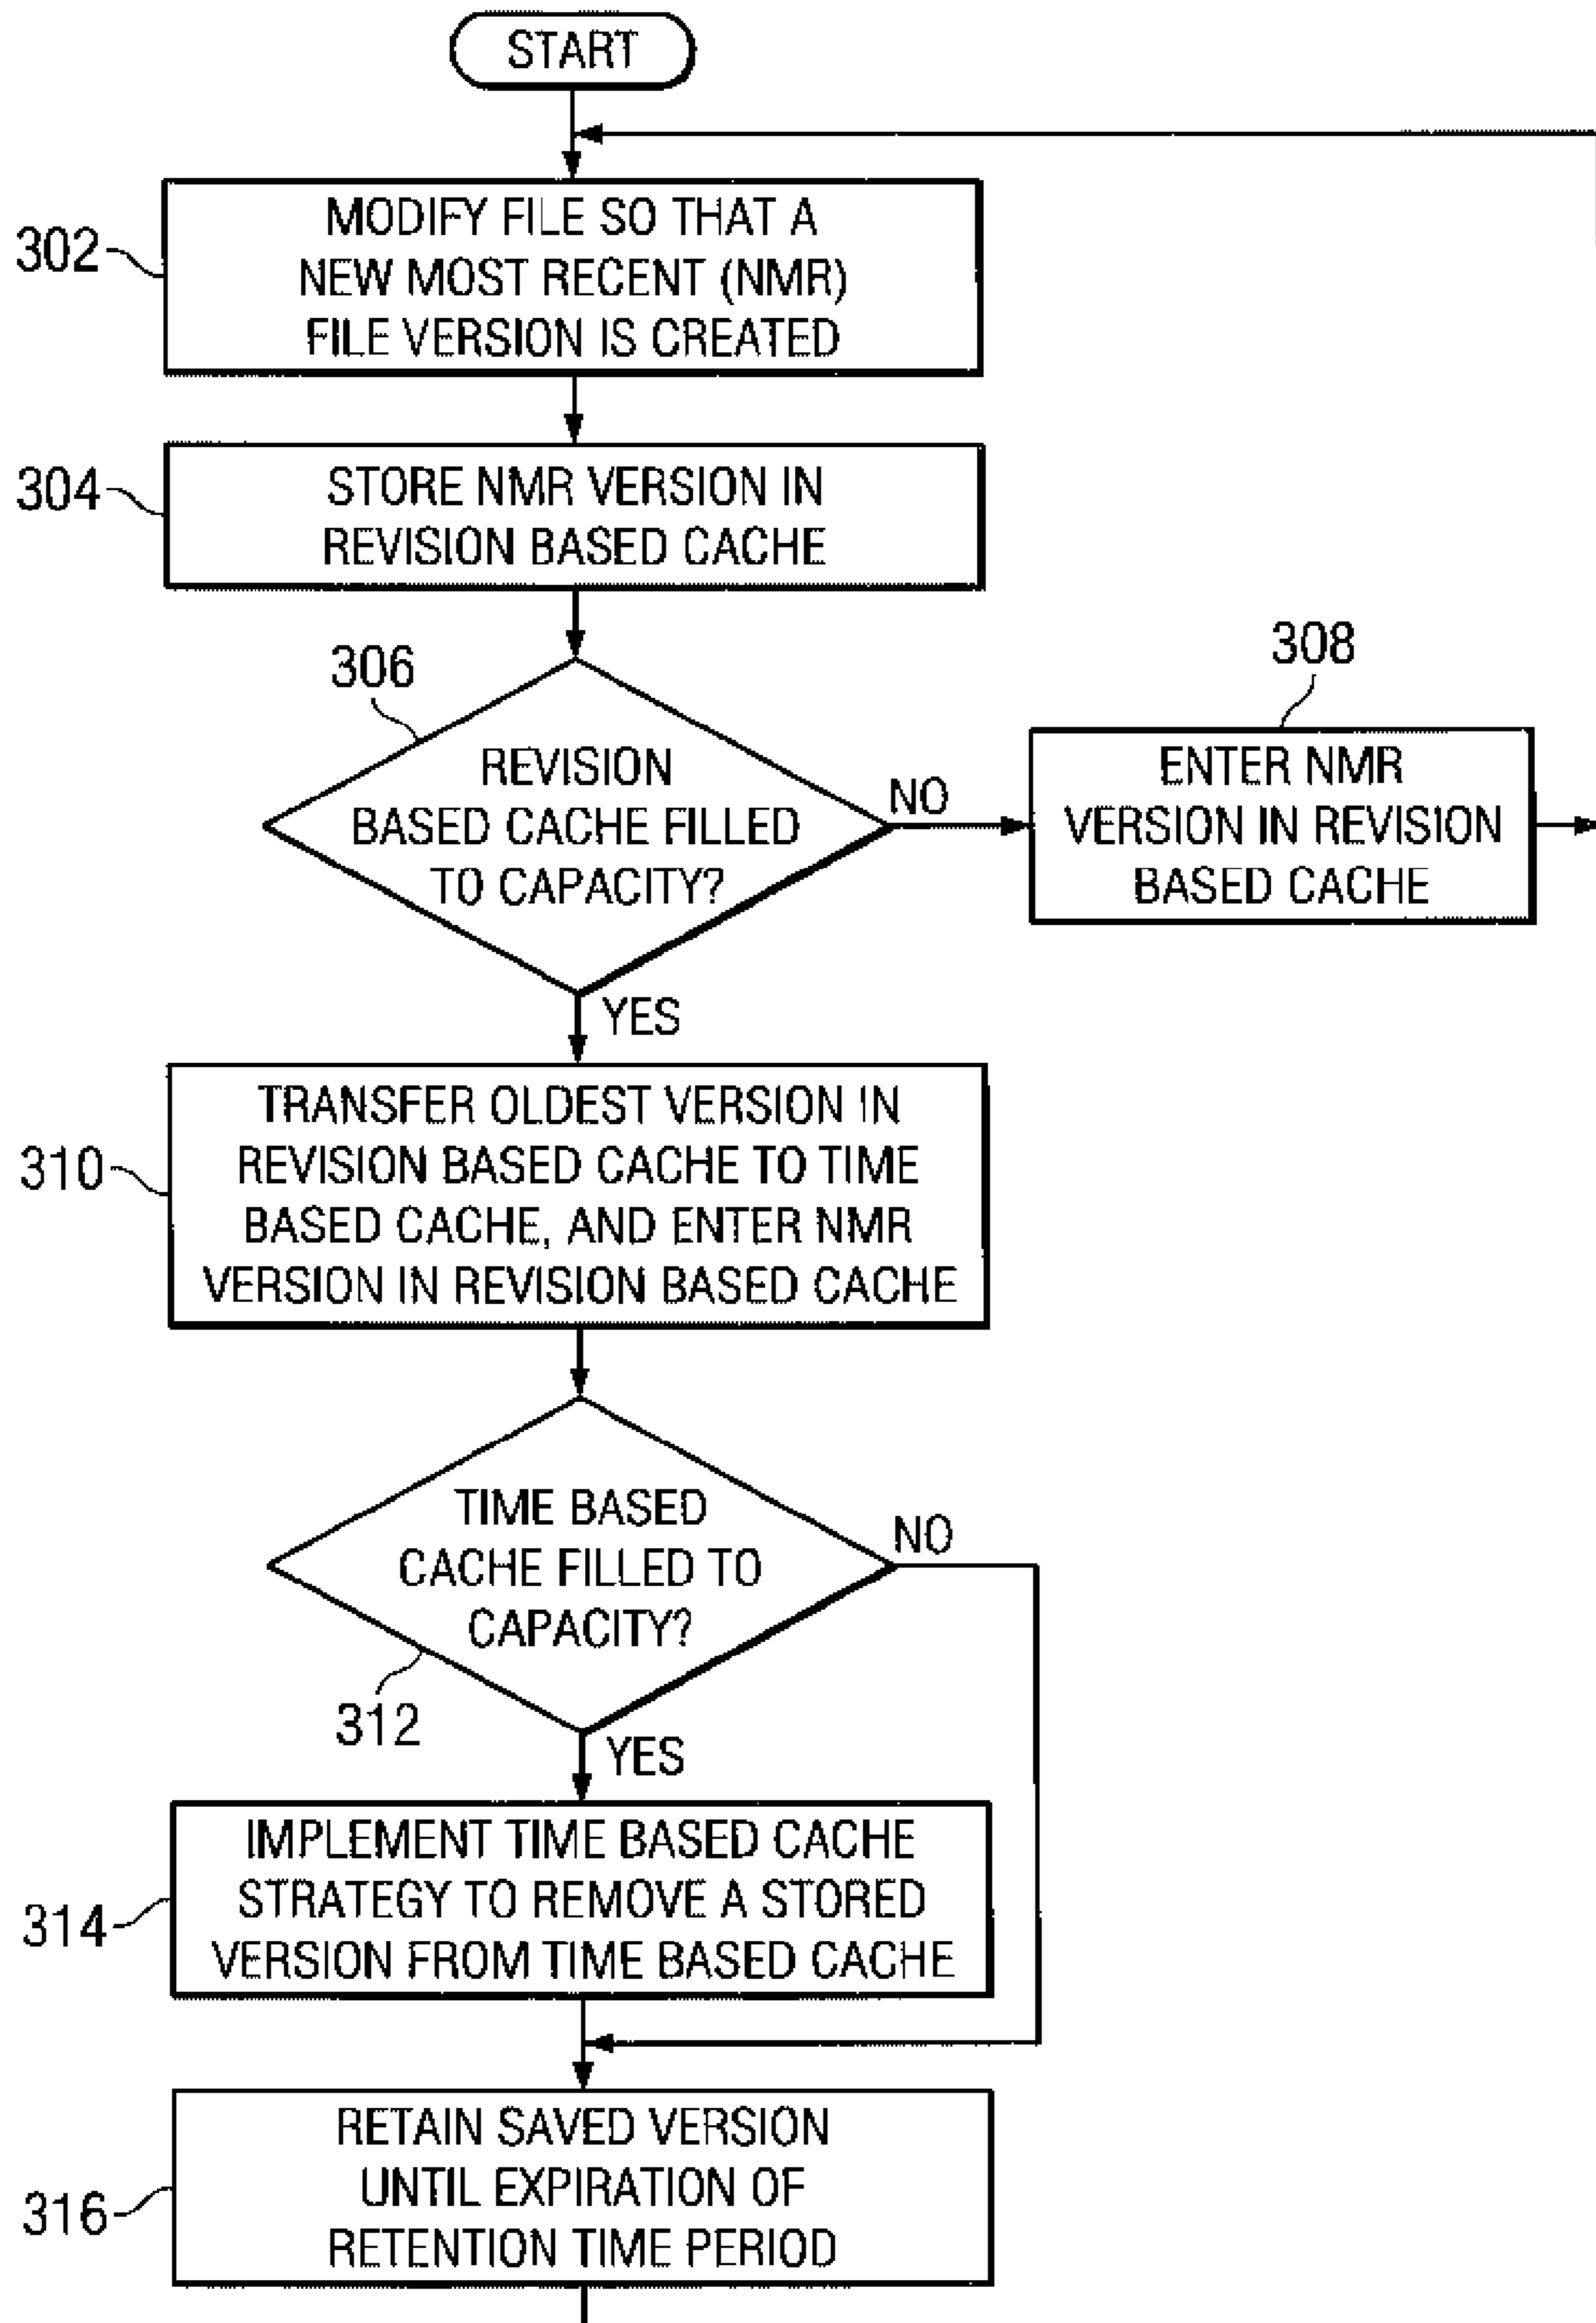 START
302
MODIFY FILE SO THAT A
NEW MOST RECENT (NMR)
FILE VERSION IS CREATED
304
STORE NMR VERSION IN
REVISION BASED CACHE
306
REVISION
BASED CACHE FILLED
TO CAPACITY?
NO
308
ENTER NMR
VERSION IN REVISION
BASED CACHE
YES
310
TRANSFER OLDEST VERSION IN
REVISION BASED CACHE TO TIME
BASED CACHE, AND ENTER NMR
VERSION IN REVISION BASED CACHE
TIME BASED
CACHE FILLED TO
CAPACITY?
NO
312
YES
314
IMPLEMENT TIME BASED CACHE
STRATEGY TO REMOVE A STORED
VERSION FROM TIME BASED CACHE
316
RETAIN SAVED VERSION
UNTIL EXPIRATION OF
RETENTION TIME PERIOD